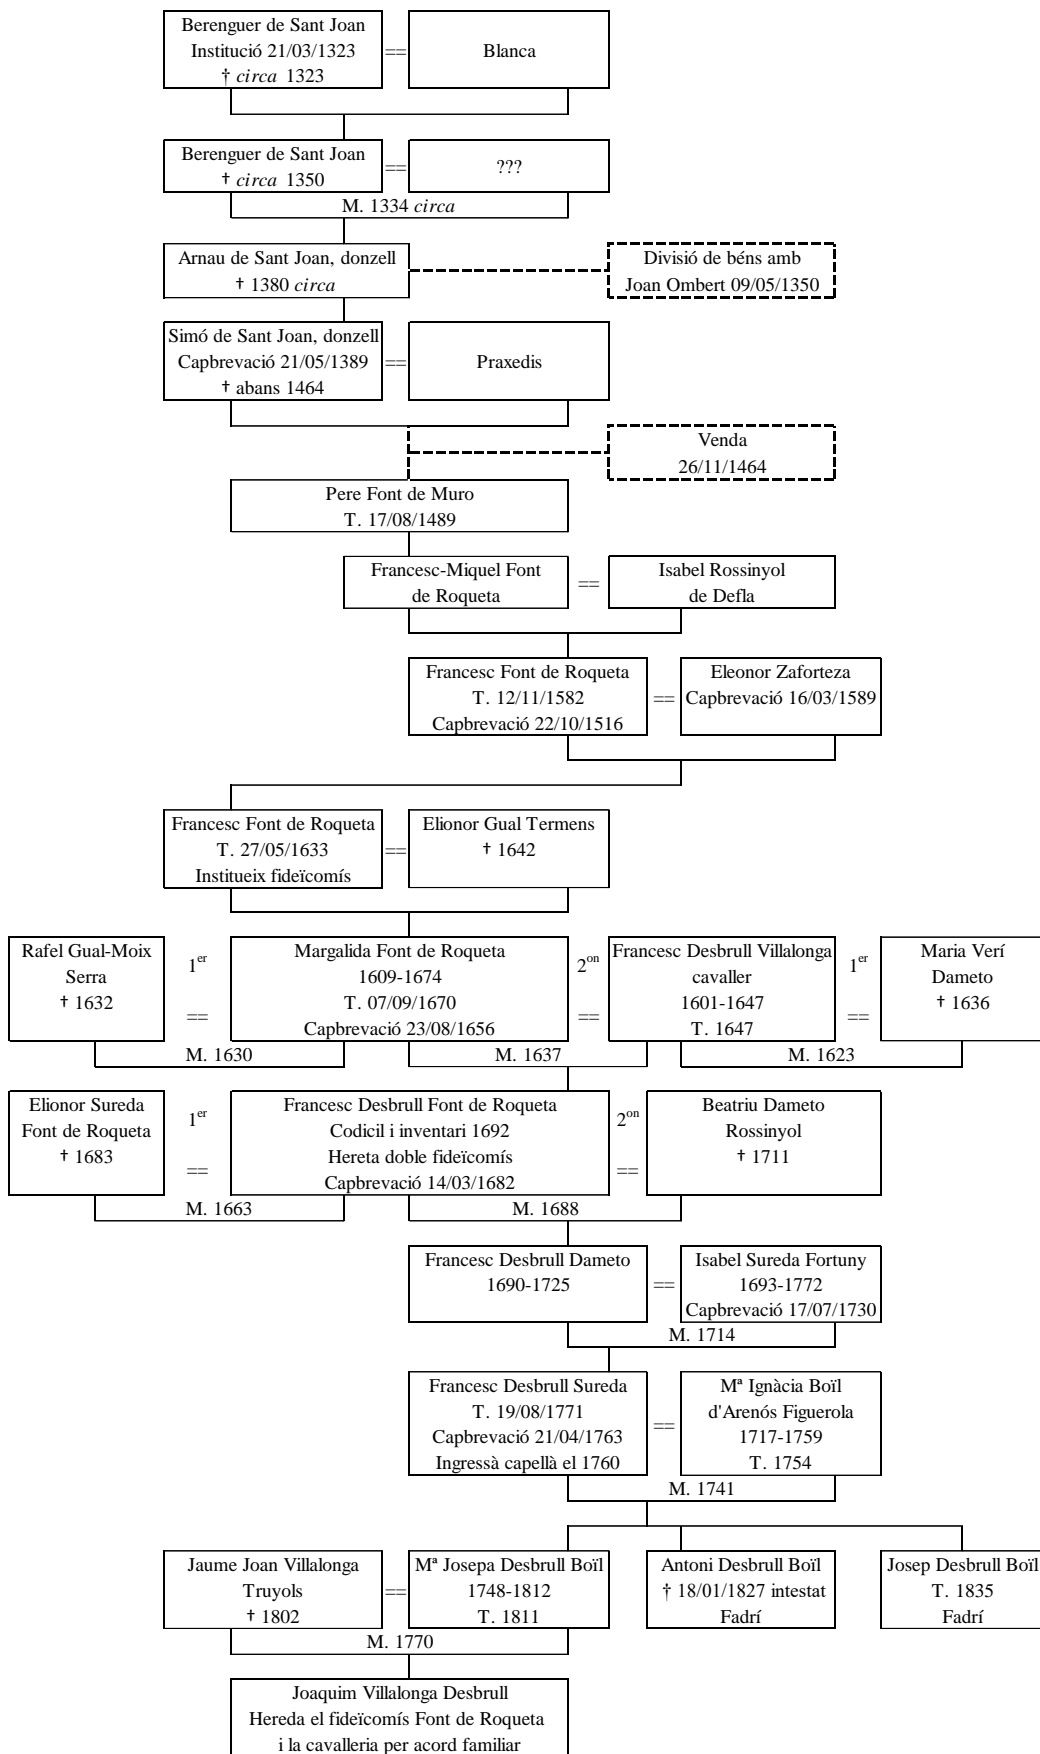 Berenguer de Sant Joan
Institució 21/03/1323
† circa 1323
==
Blanca
Berenguer de Sant Joan
† circa 1350
==
???
M. 1334 circa
Arnau de Sant Joan, donzell
† 1380 circa
Divisió de béns amb
Joan Ombert 09/05/1350
Simó de Sant Joan, donzell
Capbrevació 21/05/1389
† abans 1464
==
Praxedis
Venda
26/11/1464
Pere Font de Muro
T. 17/08/1489
Francesc-Miquel Font
de Roqueta
==
Isabel Rossinyol
de Defla
Francesc Font de Roqueta
T. 12/11/1582
Capbrevació 22/10/1516
==
Eleonor Zaforteza
Capbrevació 16/03/1589
Francesc Font de Roqueta
T. 27/05/1633
Institueix fideïcomís
==
Elionor Gual Termens
† 1642
Rafel Gual-Moix
Serra
† 1632
1er
==
Margalida Font de Roqueta
1609-1674
T. 07/09/1670
Capbrevació 23/08/1656
2on
==
Francesc Desbrull Villalonga
cavaller
1601-1647
T. 1647
1er
==
Maria Verí
Dameto
† 1636
M. 1630
M. 1637
M. 1623
Elionor Sureda
Font de Roqueta
† 1683
1er
==
Francesc Desbrull Font de Roqueta
Codicil i inventari 1692
Hereta doble fideïcomís
Capbrevació 14/03/1682
2on
==
Beatriu Dameto
Rossinyol
† 1711
M. 1663
M. 1688
Francesc Desbrull Dameto
1690-1725
==
Isabel Sureda Fortuny
1693-1772
Capbrevació 17/07/1730
M. 1714
Francesc Desbrull Sureda
T. 19/08/1771
Capbrevació 21/04/1763
Ingressà capellà el 1760
==
Mª Ignàcia Boïl
d'Arenós Figuerola
1717-1759
T. 1754
M. 1741
Jaume Joan Villalonga
Truyols
† 1802
==
Mª Josepa Desbrull Boïl
1748-1812
T. 1811
Antoni Desbrull Boïl
† 18/01/1827 intestat
Fadrí
Josep Desbrull Boïl
T. 1835
Fadrí
M. 1770
Joaquim Villalonga Desbrull
Hereda el fideïcomís Font de Roqueta
i la cavalleria per acord familiar